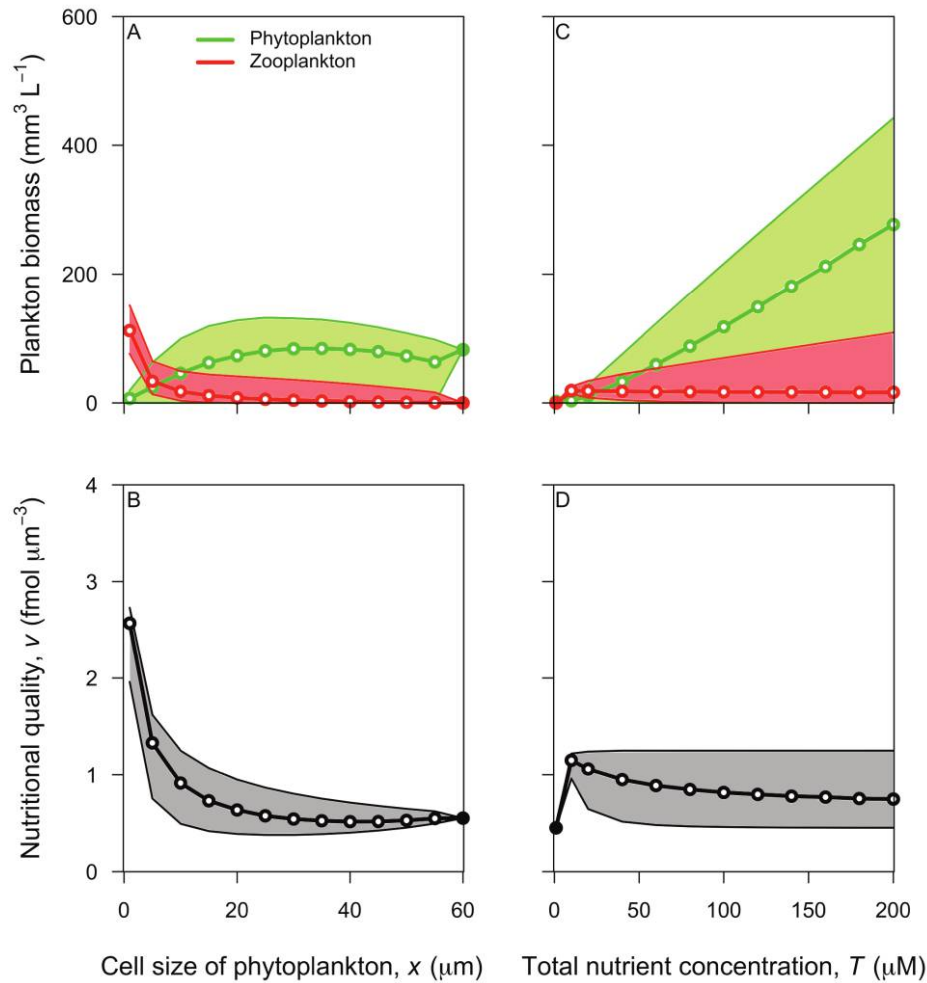 A
Phytoplankton
Zooplankton
C
600
400
200
0
Plankton biomass (mm³ L⁻¹)
B
D
4
3
2
1
0
Nutritional quality, v (fmol μm⁻³)
0 20 40 60
0 50 100 150 200
Cell size of phytoplankton, x (μm)
Total nutrient concentration, T (μM)